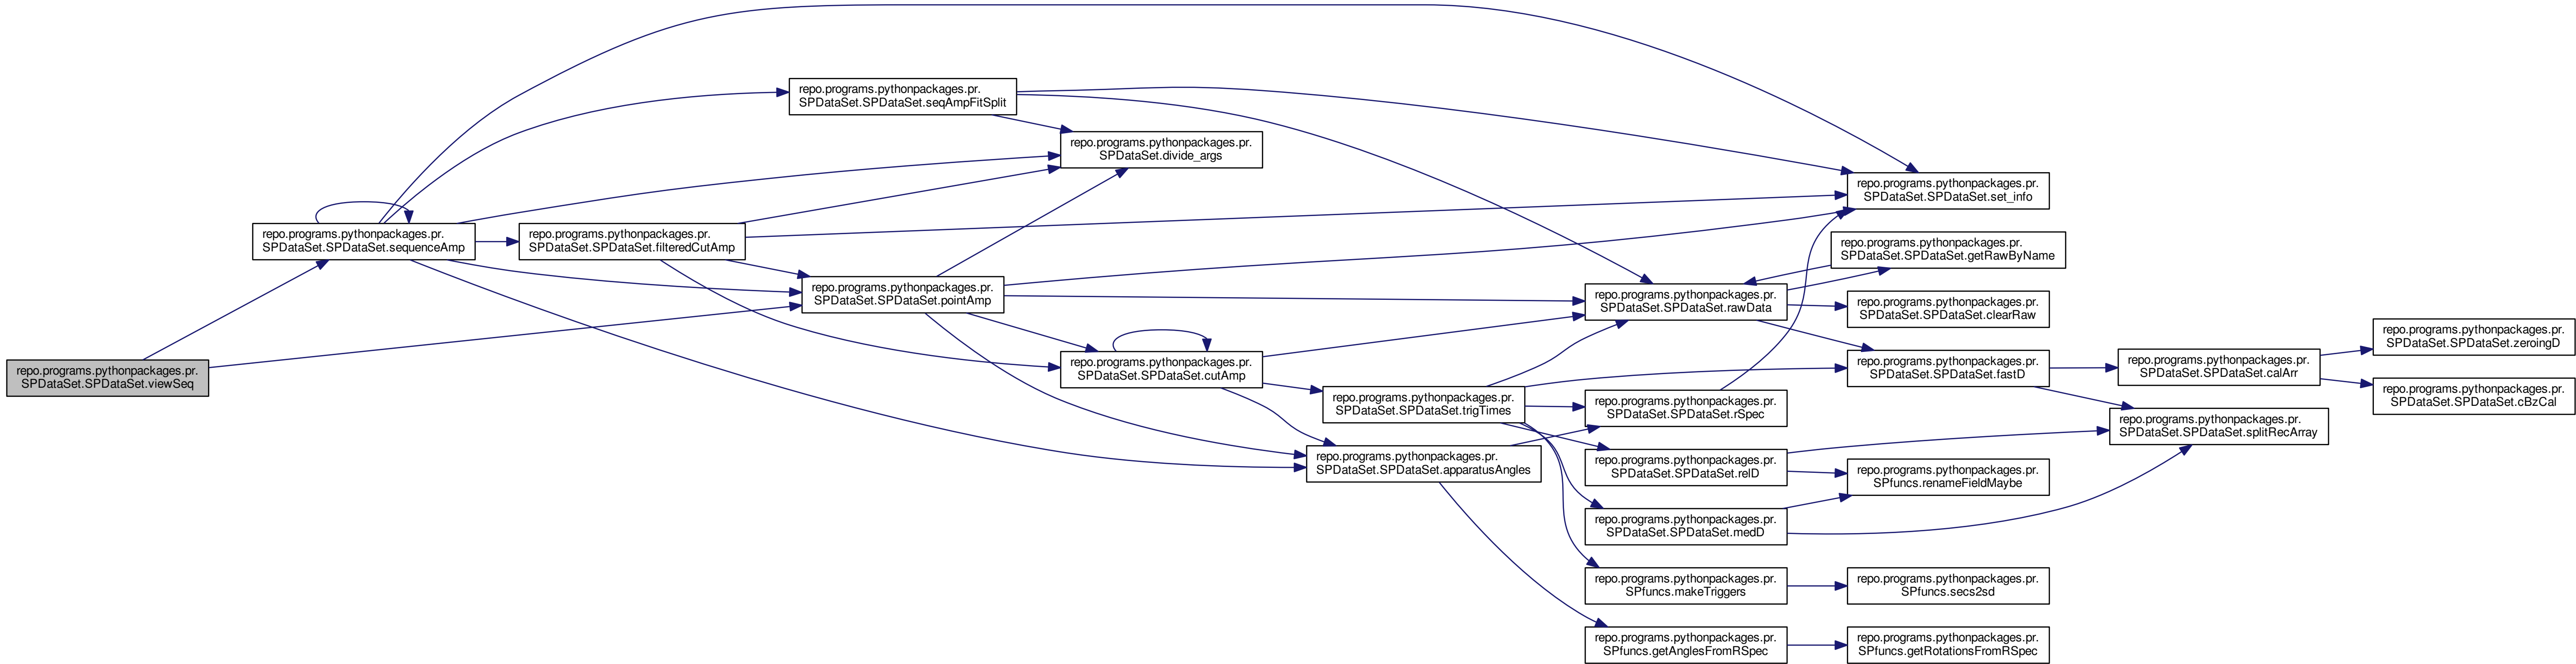 repo.programs.pythonpackages.pr.
SPDataSet.SPDataSet.viewSeq
repo.programs.pythonpackages.pr.
SPDataSet.SPDataSet.sequenceAmp
repo.programs.pythonpackages.pr.
SPDataSet.SPDataSet.filteredCutAmp
repo.programs.pythonpackages.pr.
SPDataSet.SPDataSet.seqAmpFitSplit
repo.programs.pythonpackages.pr.
SPDataSet.SPDataSet.pointAmp
repo.programs.pythonpackages.pr.
SPDataSet.divide_args
repo.programs.pythonpackages.pr.
SPDataSet.SPDataSet.cutAmp
repo.programs.pythonpackages.pr.
SPDataSet.SPDataSet.trigTimes
repo.programs.pythonpackages.pr.
SPDataSet.SPDataSet.apparatusAngles
repo.programs.pythonpackages.pr.
SPDataSet.SPDataSet.rawData
repo.programs.pythonpackages.pr.
SPDataSet.SPDataSet.rSpec
repo.programs.pythonpackages.pr.
SPDataSet.SPDataSet.relD
repo.programs.pythonpackages.pr.
SPDataSet.SPDataSet.medD
repo.programs.pythonpackages.pr.
SPfuncs.makeTriggers
repo.programs.pythonpackages.pr.
SPfuncs.getAnglesFromRSpec
repo.programs.pythonpackages.pr.
SPDataSet.SPDataSet.set_info
repo.programs.pythonpackages.pr.
SPDataSet.SPDataSet.getRawByName
repo.programs.pythonpackages.pr.
SPDataSet.SPDataSet.clearRaw
repo.programs.pythonpackages.pr.
SPDataSet.SPDataSet.fastD
repo.programs.pythonpackages.pr.
SPfuncs.renameFieldMaybe
repo.programs.pythonpackages.pr.
SPfuncs.secs2sd
repo.programs.pythonpackages.pr.
SPfuncs.getRotationsFromRSpec
repo.programs.pythonpackages.pr.
SPDataSet.SPDataSet.calArr
repo.programs.pythonpackages.pr.
SPDataSet.SPDataSet.splitRecArray
repo.programs.pythonpackages.pr.
SPDataSet.SPDataSet.zeroingD
repo.programs.pythonpackages.pr.
SPDataSet.SPDataSet.cBzCal